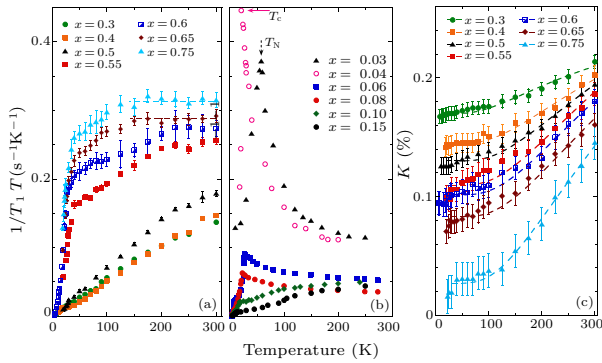 1/T₁ T (s⁻¹K⁻¹)
0.4
0.2
0
x = 0.3
x = 0.4
x = 0.5
x = 0.55
x = 0.6
x = 0.65
x = 0.75
(a)
0 100 200 300
T_c
T_N
x = 0.03
x = 0.04
x = 0.06
x = 0.08
x = 0.10
x = 0.15
(b)
0 100 200 300
Temperature (K)
K (%)
0.2
0.1
0
x = 0.3
x = 0.4
x = 0.5
x = 0.55
x = 0.6
x = 0.65
x = 0.75
(c)
0 100 200 300